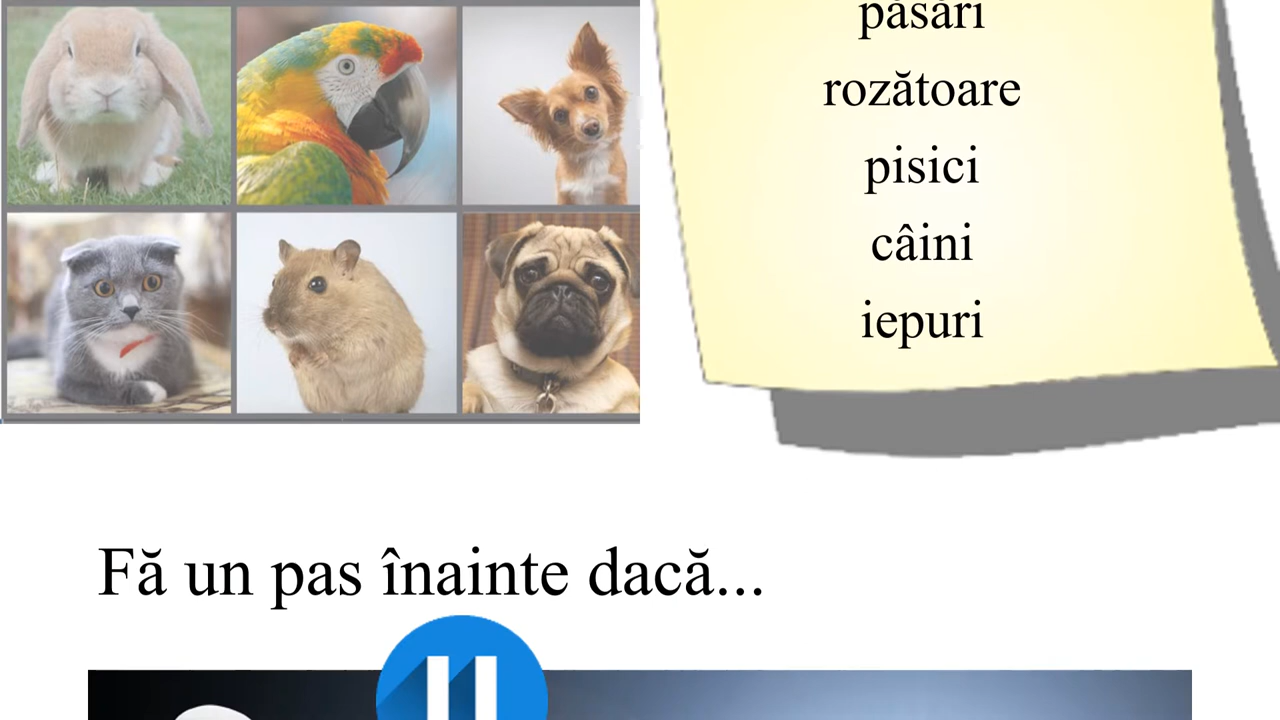 păsări
rozătoare
pisici
câini
iepuri
Fă un pas înainte dacă...